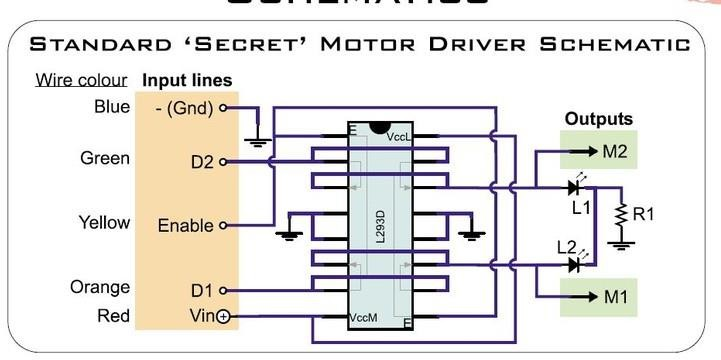 SCHEMATICS
STANDARD ‘SECRET’ MOTOR DRIVER SCHEMATIC
Wire colour Input lines
Blue - (Gnd)
Green D2
Yellow Enable
Orange D1
Red Vin+
E
VccL
L293D
VccM
E
Outputs
M2
L1
R1
L2
M1